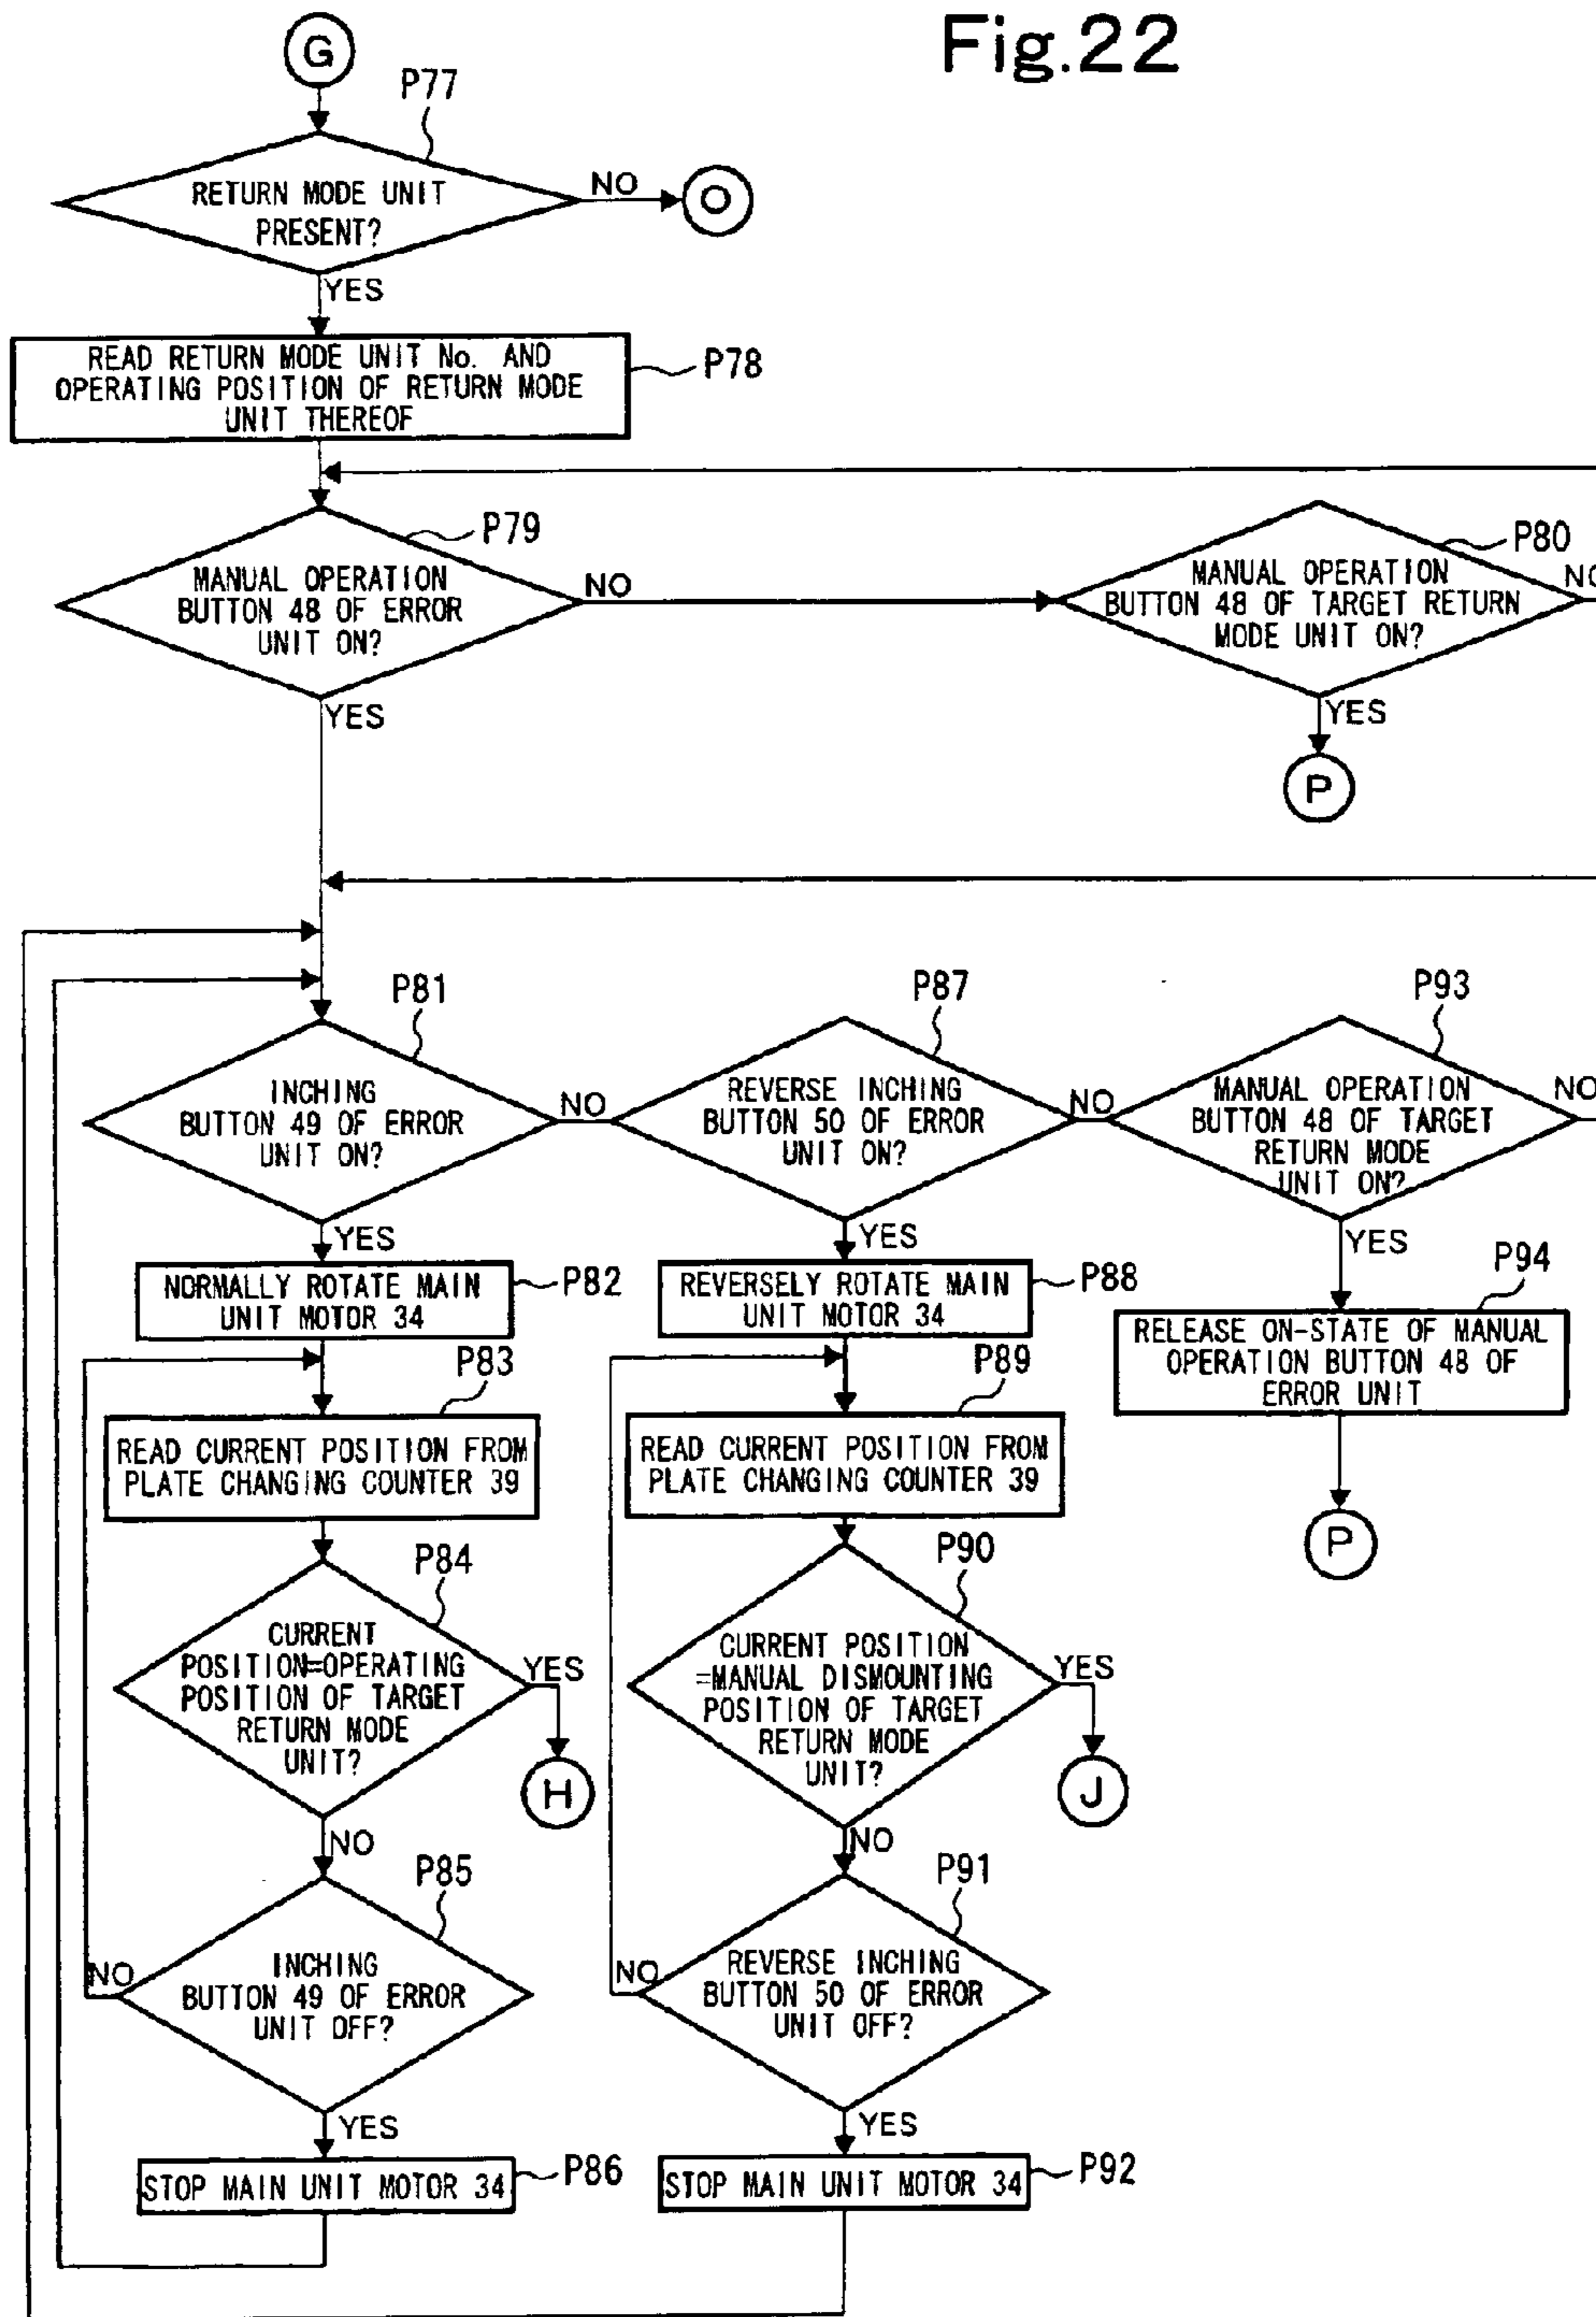 Fig.22
G
P77
RETURN MODE UNIT
PRESENT?
NO
O
YES
READ RETURN MODE UNIT No. AND
OPERATING POSITION OF RETURN MODE
UNIT THEREOF
P78
P79
MANUAL OPERATION
BUTTON 48 OF ERROR
UNIT ON?
NO
YES
P80
MANUAL OPERATION
BUTTON 48 OF TARGET RETURN
MODE UNIT ON?
NO
YES
P
P81
INCHING
BUTTON 49 OF ERROR
UNIT ON?
NO
YES
P87
REVERSE INCHING
BUTTON 50 OF ERROR
UNIT ON?
NO
YES
P93
MANUAL OPERATION
BUTTON 48 OF TARGET
RETURN MODE
UNIT ON?
NO
YES
NORMALLY ROTATE MAIN
UNIT MOTOR 34
P82
REVERSELY ROTATE MAIN
UNIT MOTOR 34
P88
P94
RELEASE ON-STATE OF MANUAL
OPERATION BUTTON 48 OF
ERROR UNIT
P
P83
READ CURRENT POSITION FROM
PLATE CHANGING COUNTER 39
P89
READ CURRENT POSITION FROM
PLATE CHANGING COUNTER 39
P84
CURRENT
POSITION=OPERATING
POSITION OF TARGET
RETURN MODE
UNIT?
YES
H
NO
P90
CURRENT POSITION
=MANUAL DISMOUNTING
POSITION OF TARGET
RETURN MODE
UNIT?
YES
J
NO
P85
INCHING
BUTTON 49 OF ERROR
UNIT OFF?
NO
YES
P91
REVERSE INCHING
BUTTON 50 OF ERROR
UNIT OFF?
NO
YES
STOP MAIN UNIT MOTOR 34
P86
STOP MAIN UNIT MOTOR 34
P92